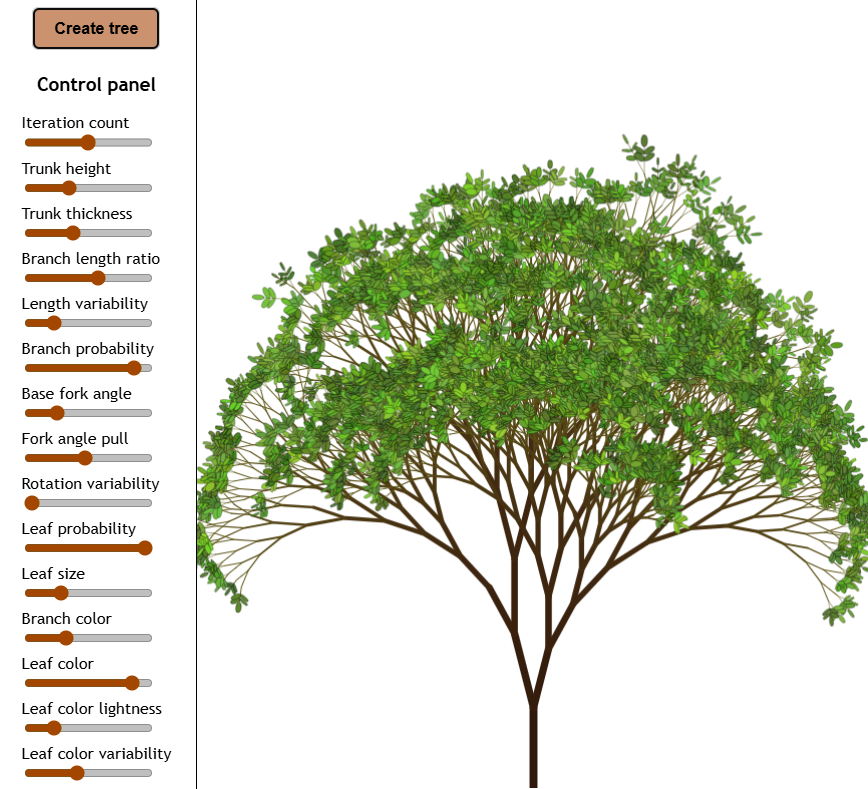 Create tree
Control panel
Iteration count
Trunk height
Trunk thickness
Branch length ratio
Length variability
Branch probability
Base fork angle
Fork angle pull
Rotation variability
Leaf probability
Leaf size
Branch color
Leaf color
Leaf color lightness
Leaf color variability